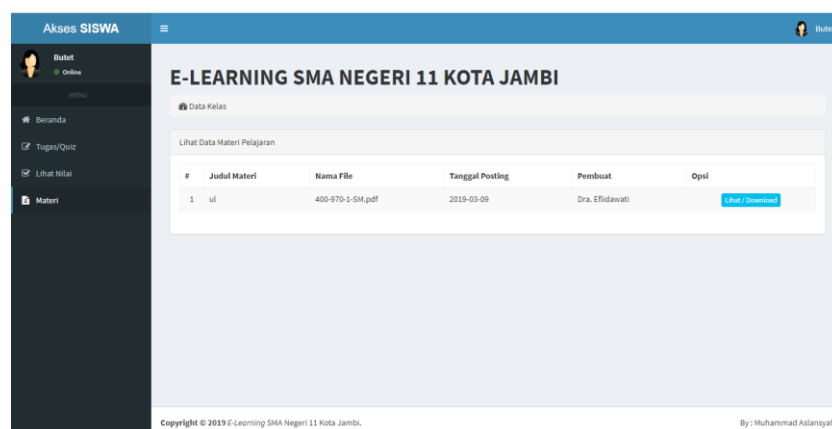 Akses SISWA
Bute
Butet
Online
MENU
E-LEARNING SMA NEGERI 11 KOTA JAMBI
Data Kelas
Beranda
Tugas/Quiz
Lihat Nilai
Materi
Lihat Data Materi Pelajaran
# Judul Materi Nama File Tanggal Posting Pembuat Opsi
1 ul 400-970-1-SM.pdf 2019-03-09 Dra. Eflidawati Lihat / Download
Copyright © 2019 E-Learning SMA Negeri 11 Kota Jambi. By : Muhammad Aslansyah